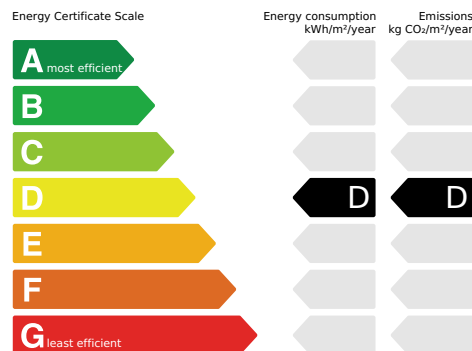 Energy Certificate Scale
Energy consumption
kWh/m²/year
Emissions
kg CO₂/m²/year
A most efficient
B
C
D
D
D
E
F
G least efficient